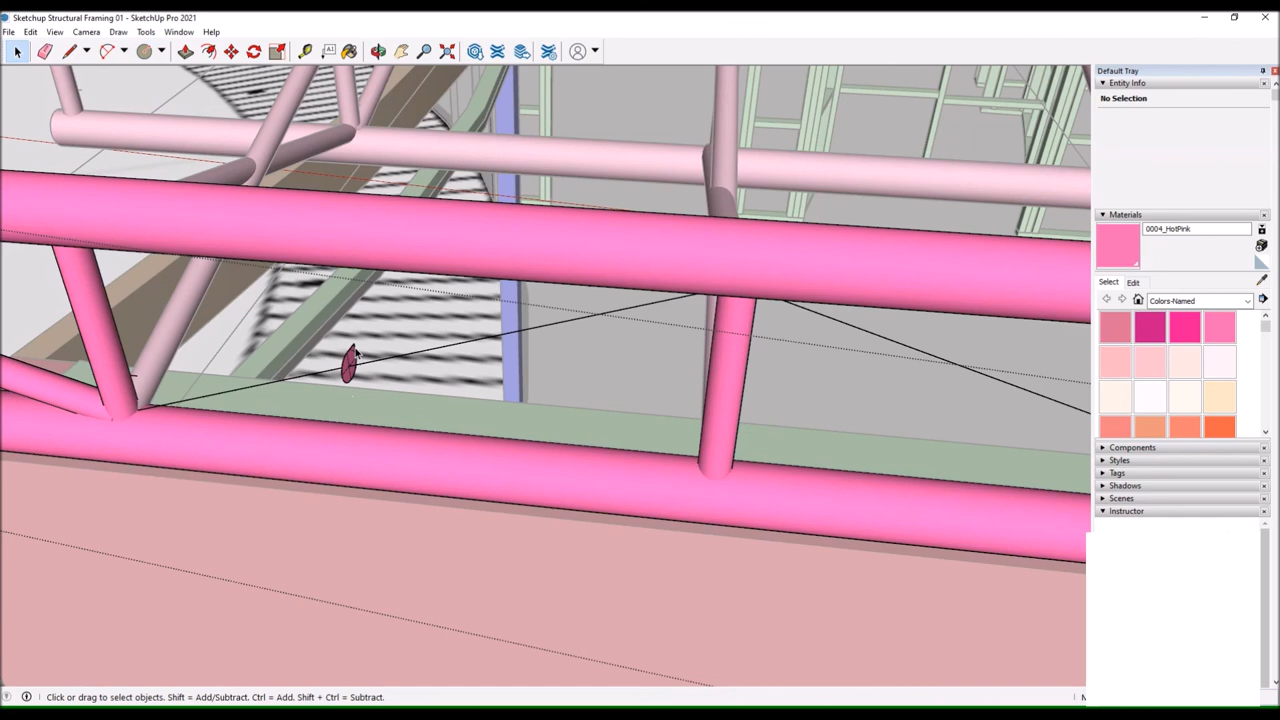 Sketchup Structural Framing 01 - SketchUp Pro 2021
File Edit View Camera Draw Tools Window Help
Default Tray
Entity Info
No Selection
Materials
0004_HotPink
Select Edit
Colors-Named
Components
Styles
Tags
Shadows
Scenes
Instructor
Click or drag to select objects. Shift = Add/Subtract. Ctrl = Add. Shift + Ctrl = Subtract.